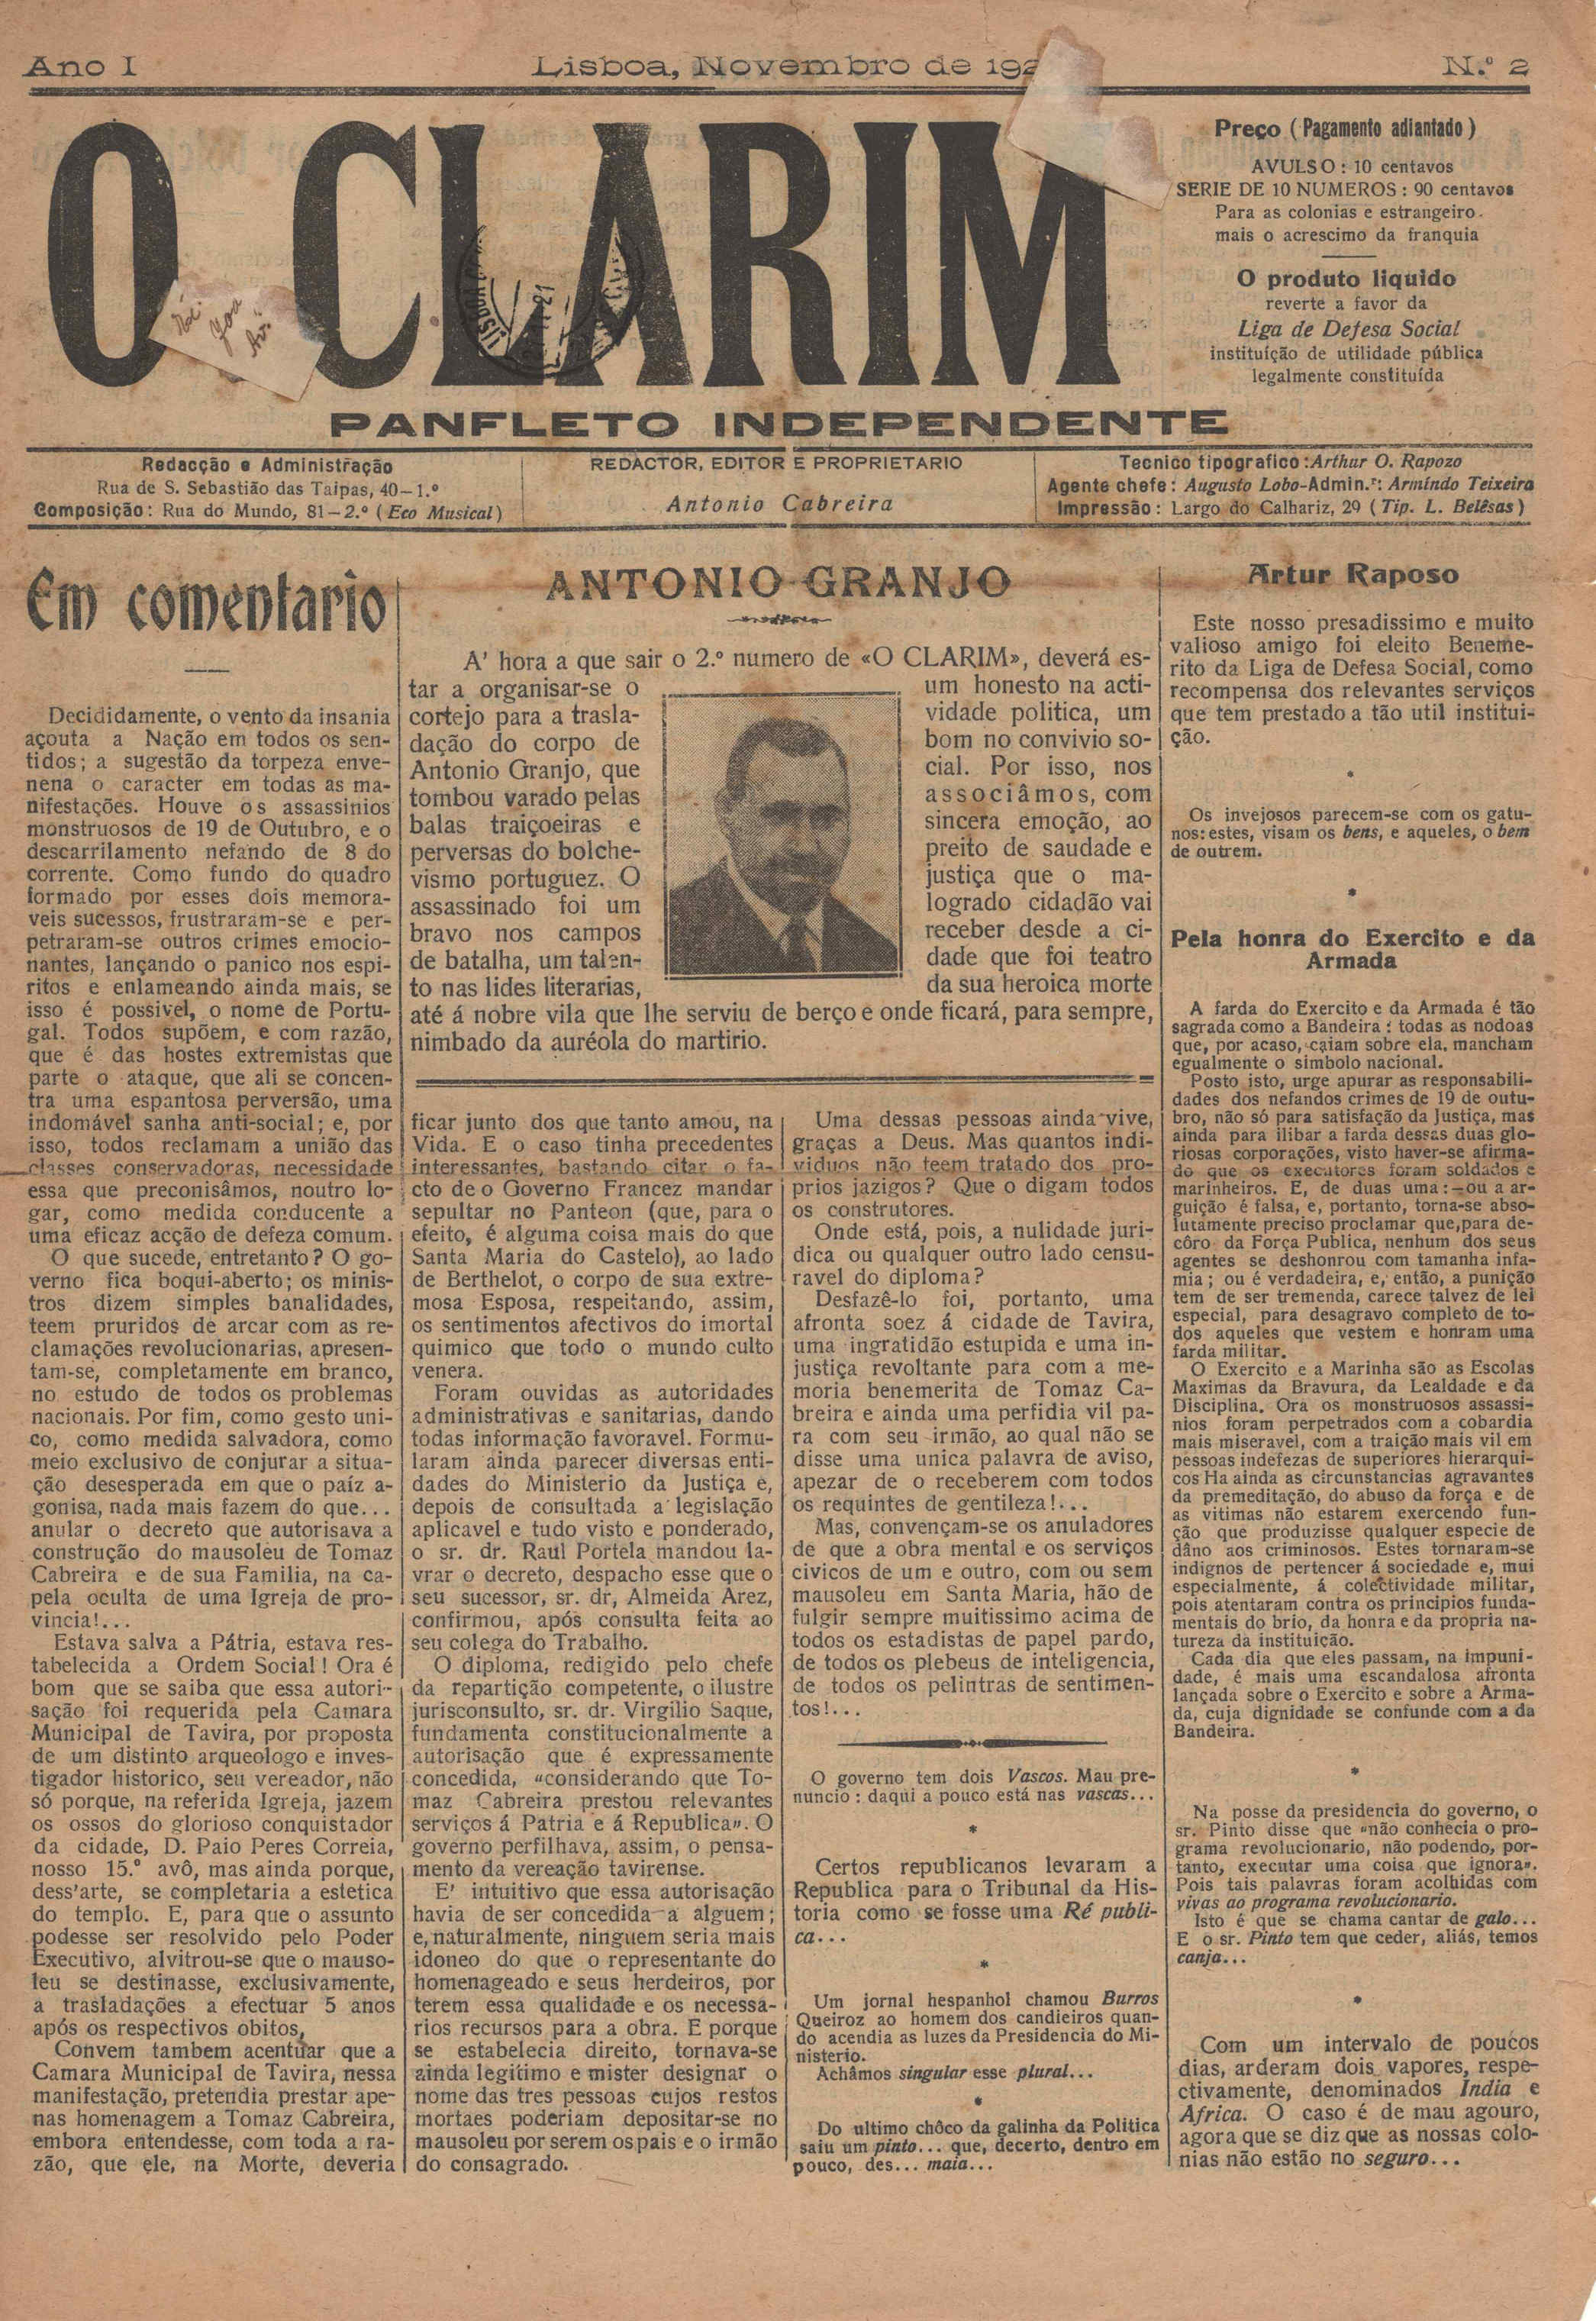 Ano I
Lisboa, Novembro de 192
N.º 2
O CLARIM
PANFLETO INDEPENDENTE
Preço ( Pagamento adiantado )
AVULSO : 10 centavos
SERIE DE 10 NUMEROS : 90 centavos
Para as colonias e estrangeiro
mais o acrescimo da franquia
O produto liquido
reverte a favor da
Liga de Defesa Social
instituíção de utilidade pública
legalmente constituída
Redacção e Administração
Rua de S. Sebastião das Taipas, 40—1.º
Composição : Rua do Mundo, 81—2.º ( Eco Musical )
REDACTOR, EDITOR E PROPRIETARIO
Antonio Cabreira
Tecnico tipografico : Arthur O. Rapozo
Agente chefe : Augusto Lobo-Admin.r: Armindo Teixeira
Impressão : Largo do Calhariz, 29 ( Tip. L. Belêsas )
Em comentario
Decididamente, o vento da insania
açouta a Nação em todos os sen-
tidos; a sugestão da torpeza enve-
nena o caracter em todas as ma-
nifestações. Houve os assassinios
monstruosos de 19 de Outubro, e o
descarrilamento nefando de 8 do
corrente. Como fundo do quadro
formado por esses dois memora-
veis sucessos, frustraram-se e per-
petraram-se outros crimes emocio-
nantes, lançando o panico nos espi-
ritos e enlameando ainda mais, se
isso é possivel, o nome de Portu-
gal. Todos supõem, e com razão,
que é das hostes extremistas que
parte o ataque, que ali se concen-
tra uma espantosa perversão, uma
indomável sanha anti-social; e, por
isso, todos reclamam a união das
classes conservadoras, necessidade
essa que preconisâmos, noutro lo-
gar, como medida conducente a
uma eficaz acção de defeza comum.
O que sucede, entretanto? O go-
verno fica boqui-aberto; os minis-
tros dizem simples banalidades,
teem pruridos de arcar com as re-
clamações revolucionarias, apresen-
tam-se, completamente em branco,
no estudo de todos os problemas
nacionais. Por fim, como gesto uni-
co, como medida salvadora, como
meio exclusivo de conjurar a situa-
ção desesperada em que o paíz a-
gonisa, nada mais fazem do que...
anular o decreto que autorisava a
construção do mausoleu de Tomaz
Cabreira e de sua Familia, na ca-
pela oculta de uma Igreja de pro-
vincia!...
Estava salva a Pátria, estava res-
tabelecida a Ordem Social! Ora é
bom que se saiba que essa autori-
sação foi requerida pela Camara
Municipal de Tavira, por proposta
de um distinto arqueologo e inves-
tigador historico, seu vereador, não
só porque, na referida Igreja, jazem
os ossos do glorioso conquistador
da cidade, D. Paio Peres Correia,
nosso 15.º avô, mas ainda porque,
dess'arte, se completaria a estetica
do templo. E, para que o assunto
podesse ser resolvido pelo Poder
Executivo, alvitrou-se que o mauso-
leu se destinasse, exclusivamente,
a trasladações a efectuar 5 anos
após os respectivos obitos,
Convem tambem acentuar que a
Camara Municipal de Tavira, nessa
manifestação, pretendia prestar ape-
nas homenagem a Tomaz Cabreira,
embora entendesse, com toda a ra-
zão, que ele, na Morte, deveria
ANTONIO GRANJO
A' hora a que sair o 2.º numero de «O CLARIM», deverá es-
tar a organisar-se o
cortejo para a trasla-
dação do corpo de
Antonio Granjo, que
tombou varado pelas
balas traiçoeiras e
perversas do bolche-
vismo portuguez. O
assassinado foi um
bravo nos campos
de batalha, um talen-
to nas lides literarias,
um honesto na acti-
vidade politica, um
bom no convivio so-
cial. Por isso, nos
associâmos, com
sincera emoção, ao
preito de saudade e
justiça que o ma-
logrado cidadão vai
receber desde a ci-
dade que foi teatro
da sua heroica morte
até á nobre vila que lhe serviu de berço e onde ficará, para sempre,
nimbado da auréola do martirio.
ficar junto dos que tanto amou, na
Vida. E o caso tinha precedentes
interessantes, bastando citar o fa-
cto de o Governo Francez mandar
sepultar no Panteon (que, para o
efeito, é alguma coisa mais do que
Santa Maria do Castelo), ao lado
de Berthelot, o corpo de sua extre-
mosa Esposa, respeitando, assim,
os sentimentos afectivos do imortal
quimico que todo o mundo culto
venera.
Foram ouvidas as autoridades
administrativas e sanitarias, dando
todas informação favoravel. Formu-
laram ainda parecer diversas enti-
dades do Ministerio da Justiça e,
depois de consultada a legislação
aplicavel e tudo visto e ponderado,
o sr. dr. Raul Portela mandou la-
vrar o decreto, despacho esse que o
seu sucessor, sr. dr, Almeida Arez,
confirmou, após consulta feita ao
seu colega do Trabalho.
O diploma, redigido pelo chefe
da repartição competente, o ilustre
jurisconsulto, sr. dr. Virgilio Saque,
fundamenta constitucionalmente a
autorisação que é expressamente
concedida, «considerando que To-
maz Cabreira prestou relevantes
serviços á Patria e á Republica». O
governo perfilhava, assim, o pensa-
mento da vereação tavirense.
E' intuitivo que essa autorisação
havia de ser concedida a alguem;
e, naturalmente, ninguem seria mais
idoneo do que o representante do
homenageado e seus herdeiros, por
terem essa qualidade e os necessa-
rios recursos para a obra. E porque
se estabelecia direito, tornava-se
ainda legitimo e mister designar o
nome das tres pessoas cujos restos
mortaes poderiam depositar-se no
mausoleu por serem os pais e o irmão
do consagrado.
Uma dessas pessoas ainda vive,
graças a Deus. Mas quantos indi-
viduos não teem tratado dos pro-
prios jazigos? Que o digam todos
os construtores.
Onde está, pois, a nulidade juri-
dica ou qualquer outro lado censu-
ravel do diploma?
Desfazê-lo foi, portanto, uma
afronta soez á cidade de Tavira,
uma ingratidão estupida e uma in-
justiça revoltante para com a me-
moria benemerita de Tomaz Ca-
breira e ainda uma perfidia vil pa-
ra com seu irmão, ao qual não se
disse uma unica palavra de aviso,
apezar de o receberem com todos
os requintes de gentileza!...
Mas, convençam-se os anuladores
de que a obra mental e os serviços
civicos de um e outro, com ou sem
mausoleu em Santa Maria, hão de
fulgir sempre muitissimo acima de
todos os estadistas de papel pardo,
de todos os plebeus de inteligencia,
de todos os pelintras de sentimen-
tos!...
O governo tem dois Vascos. Mau pre-
nuncio : daqui a pouco está nas vascas...
*
Certos republicanos levaram a
Republica para o Tribunal da His-
toria como se fosse uma Ré publi-
ca...
*
Um jornal hespanhol chamou Burros
Queiroz ao homem dos candieiros quan-
do acendia as luzes da Presidencia do Mi-
nisterio.
Achâmos singular esse plural...
*
Do ultimo chôco da galinha da Politica
saiu um pinto... que, decerto, dentro em
pouco, des... maia...
Artur Raposo
Este nosso presadissimo e muito
valioso amigo foi eleito Beneme-
rito da Liga de Defesa Social, como
recompensa dos relevantes serviços
que tem prestado a tão util institui-
ção.
*
Os invejosos parecem-se com os gatu-
nos: estes, visam os bens, e aqueles, o bem
de outrem.
*
Pela honra do Exercito e da
Armada
A farda do Exercito e da Armada é tão
sagrada como a Bandeira : todas as nodoas
que, por acaso, caiam sobre ela, mancham
egualmente o simbolo nacional.
Posto isto, urge apurar as responsabili-
dades dos nefandos crimes de 19 de outu-
bro, não só para satisfação da Justiça, mas
ainda para ilibar a farda dessas duas glo-
riosas corporações, visto haver-se afirma-
do que os executores foram soldados e
marinheiros. E, de duas uma:—ou a ar-
guição é falsa, e, portanto, torna-se abso-
lutamente preciso proclamar que, para de-
côro da Força Publica, nenhum dos seus
agentes se deshonrou com tamanha infa-
mia ; ou é verdadeira, e, então, a punição
tem de ser tremenda, carece talvez de lei
especial, para desagravo completo de to-
dos aqueles que vestem e honram uma
farda militar.
O Exercito e a Marinha são as Escolas
Maximas da Bravura, da Lealdade e da
Disciplina. Ora os monstruosos assassi-
nios foram perpetrados com a cobardia
mais miseravel, com a traição mais vil em
pessoas indefezas de superiores hierarqui-
cos Ha ainda as circunstancias agravantes
da premeditação, do abuso da força e de
as vitimas não estarem exercendo fun-
ção que produzisse qualquer especie de
dâno aos criminosos. Estes tornaram-se
indignos de pertencer á sociedade e, mui
especialmente, á colectividade militar,
pois atentaram contra os principios funda-
mentais do brio, da honra e da propria na-
tureza da instituição.
Cada dia que eles passam, na impuni-
dade, é mais uma escandalosa afronta
lançada sobre o Exercito e sobre a Arma-
da, cuja dignidade se confunde com a da
Bandeira.
*
Na posse da presidencia do governo, o
sr. Pinto disse que «não conhecia o pro-
grama revolucionario, não podendo, por-
tanto, executar uma coisa que ignora».
Pois tais palavras foram acolhidas com
vivas ao programa revolucionario.
Isto é que se chama cantar de galo...
E o sr. Pinto tem que ceder, aliás, temos
canja...
*
Com um intervalo de poucos
dias, arderam dois vapores, respe-
ctivamente, denominados India e
Africa. O caso é de mau agouro,
agora que se diz que as nossas colo-
nias não estão no seguro...